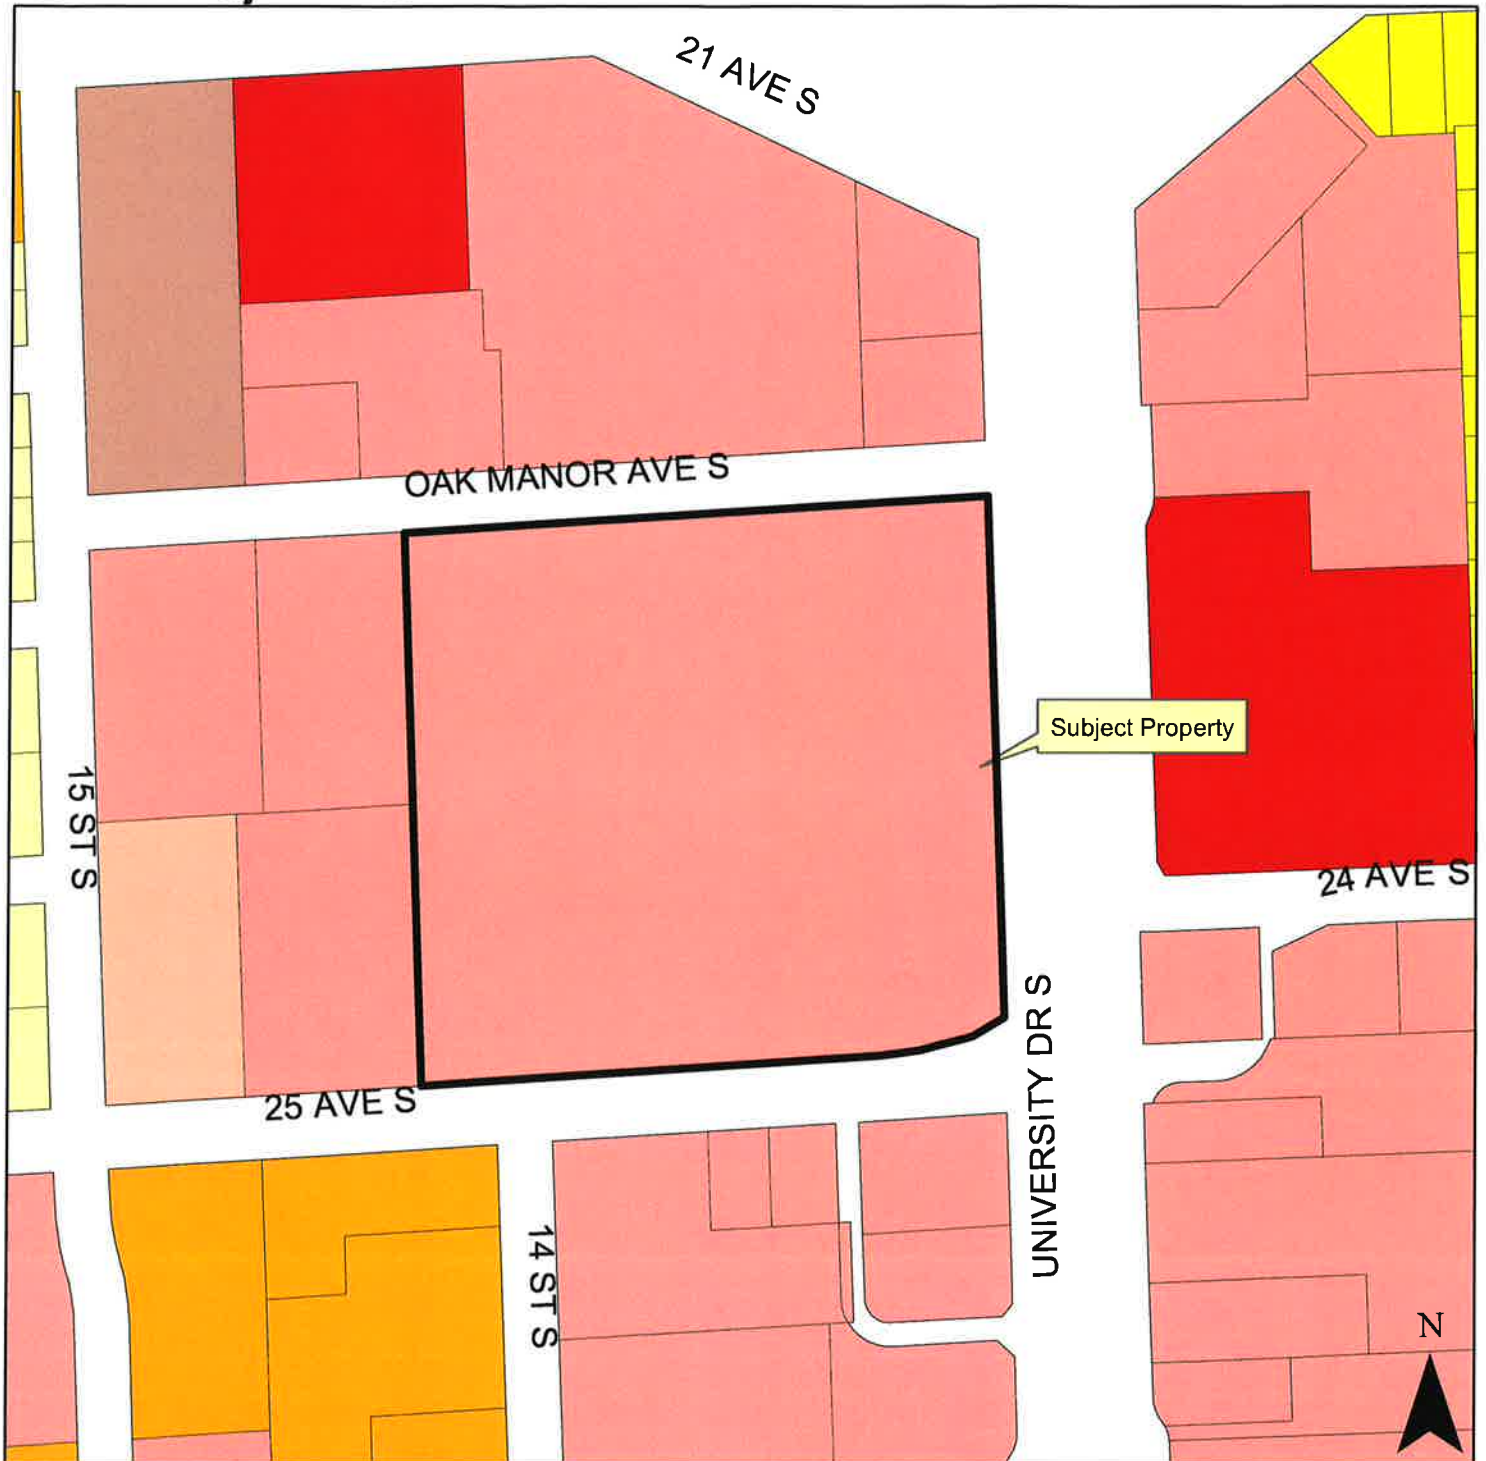 21 AVE S
OAK MANOR AVE S
Subject Property
15 ST S
24 AVE S
UNIVERSITY DR S
25 AVE S
14 ST S
N